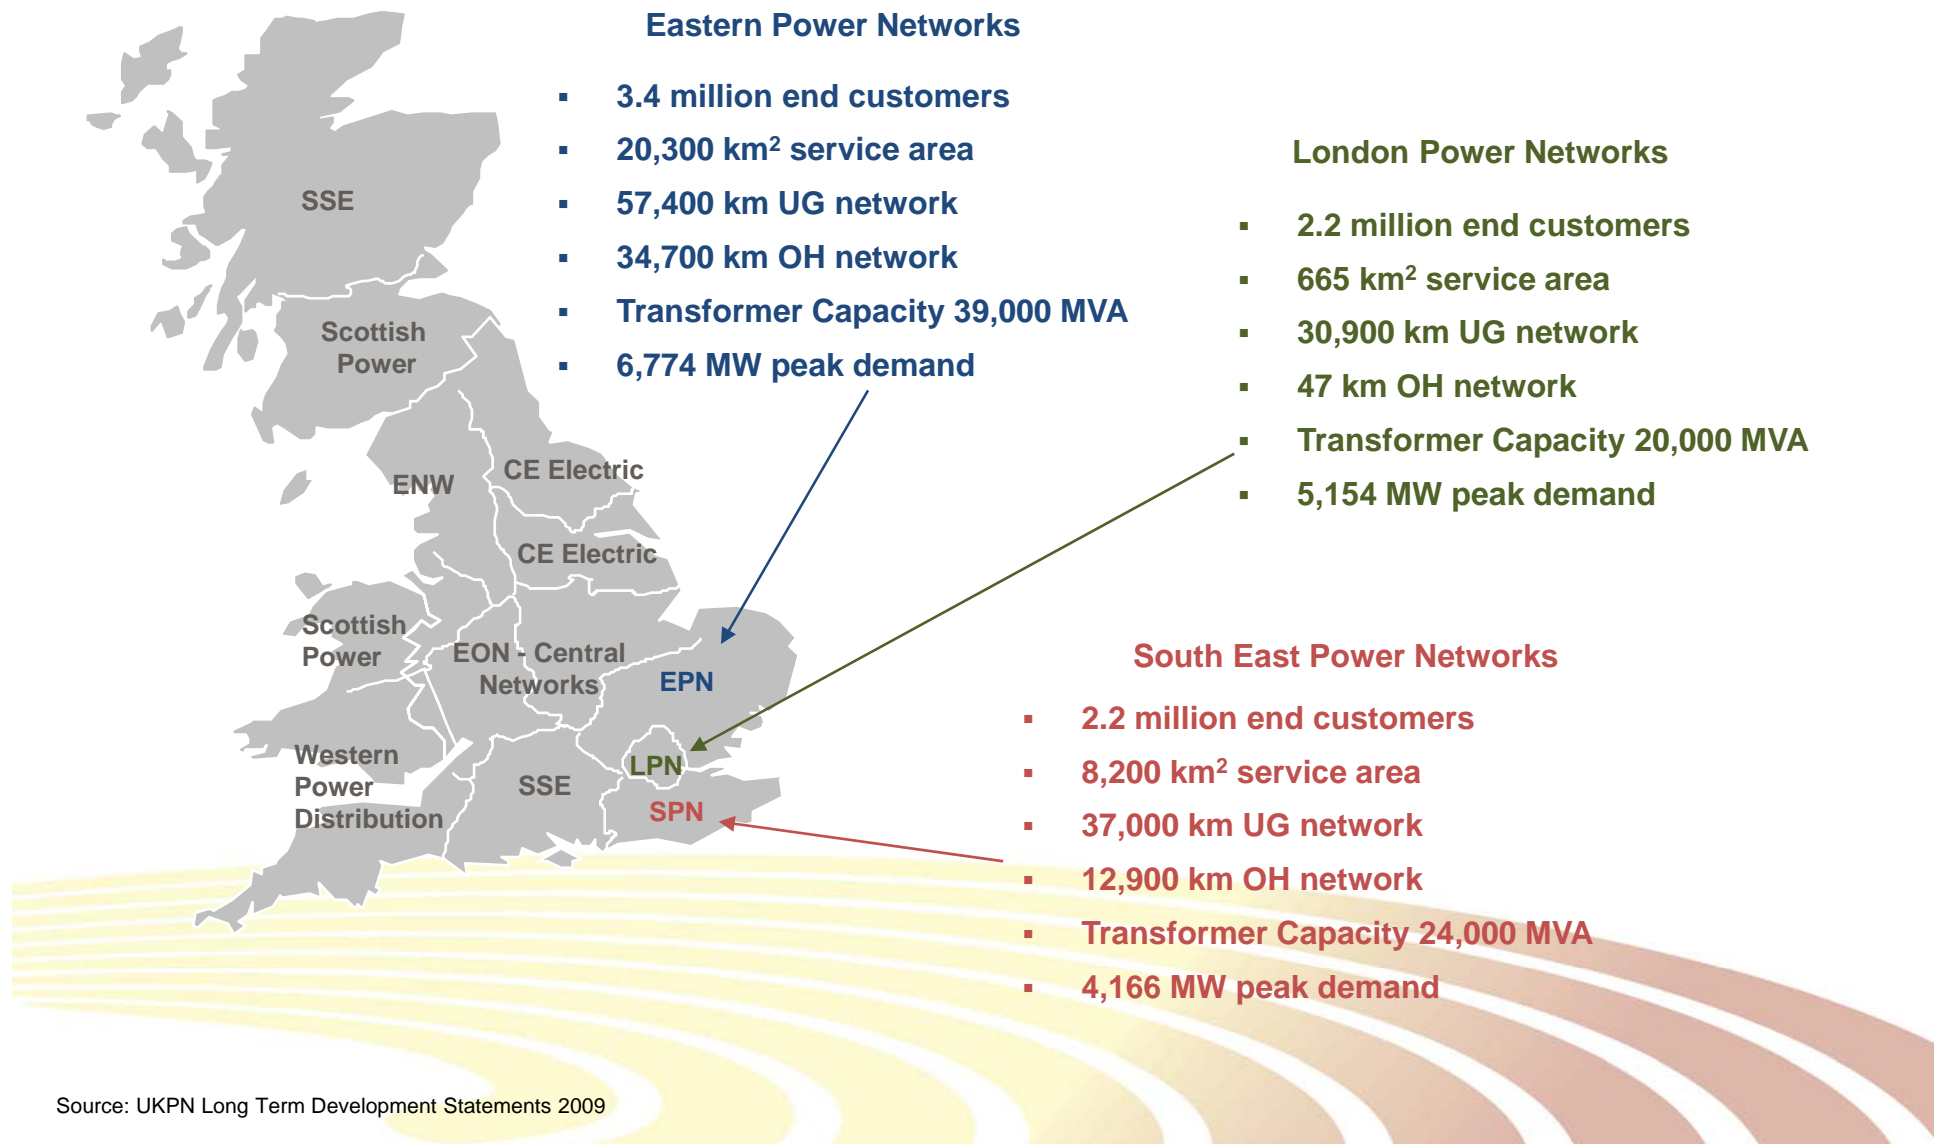 Eastern Power Networks
▪ 3.4 million end customers
▪ 20,300 km² service area
▪ 57,400 km UG network
▪ 34,700 km OH network
▪ Transformer Capacity 39,000 MVA
▪ 6,774 MW peak demand
London Power Networks
▪ 2.2 million end customers
▪ 665 km² service area
▪ 30,900 km UG network
▪ 47 km OH network
▪ Transformer Capacity 20,000 MVA
▪ 5,154 MW peak demand
South East Power Networks
▪ 2.2 million end customers
▪ 8,200 km² service area
▪ 37,000 km UG network
▪ 12,900 km OH network
▪ Transformer Capacity 24,000 MVA
▪ 4,166 MW peak demand
SSE
Scottish
Power
ENW
CE Electric
CE Electric
Scottish
Power
EON - Central
Networks
EPN
Western
Power
Distribution
SSE
LPN
SPN
Source: UKPN Long Term Development Statements 2009